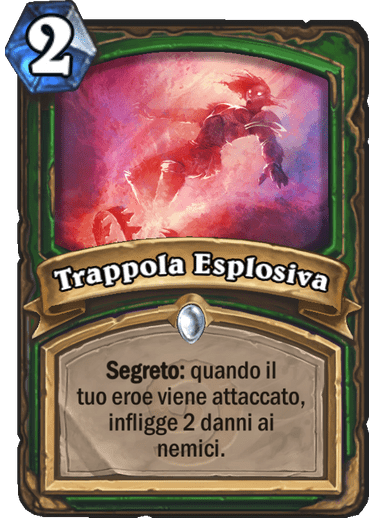 2
Trappola Esplosiva
Segreto: quando il
tuo eroe viene attaccato,
infligge 2 danni ai
nemici.